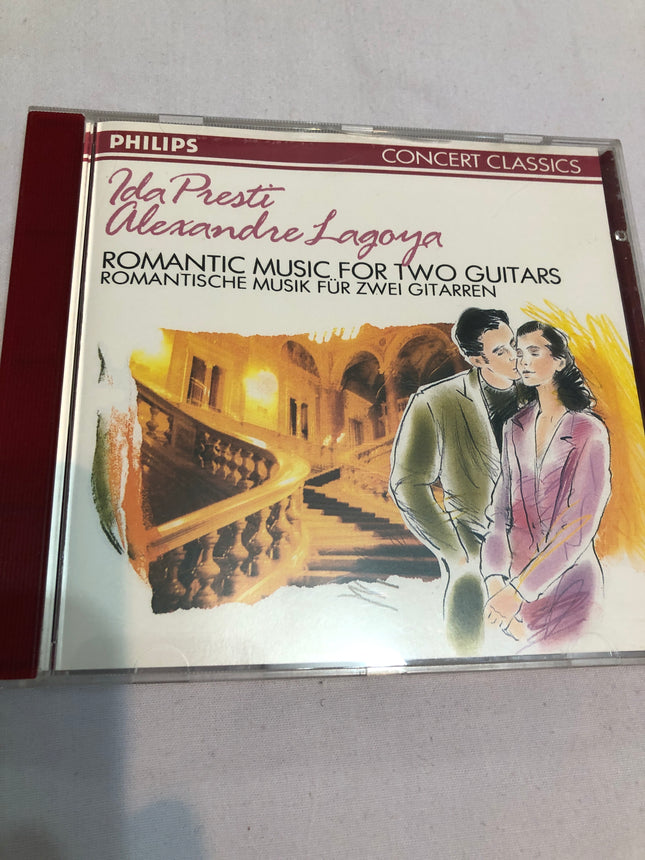 PHILIPS
CONCERT CLASSICS
Ida Presti
Alexandre Lagoya
ROMANTIC MUSIC FOR TWO GUITARS
ROMANTISCHE MUSIK FÜR ZWEI GITARREN